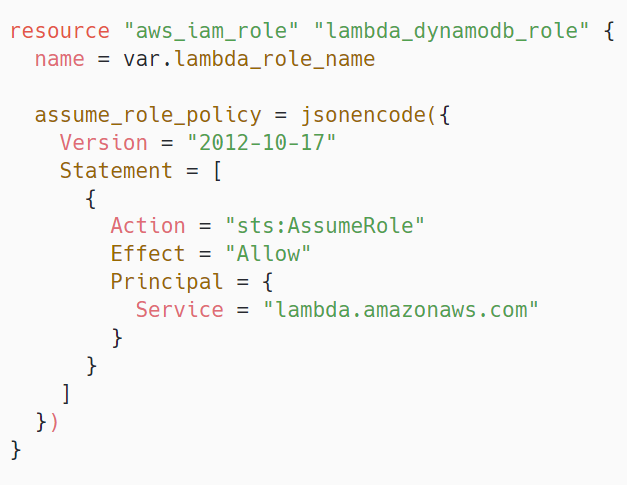 resource "aws_iam_role" "lambda_dynamodb_role" {
  name = var.lambda_role_name

  assume_role_policy = jsonencode({
    Version = "2012-10-17"
    Statement = [
      {
        Action = "sts:AssumeRole"
        Effect = "Allow"
        Principal = {
          Service = "lambda.amazonaws.com"
        }
      }
    ]
  })
}